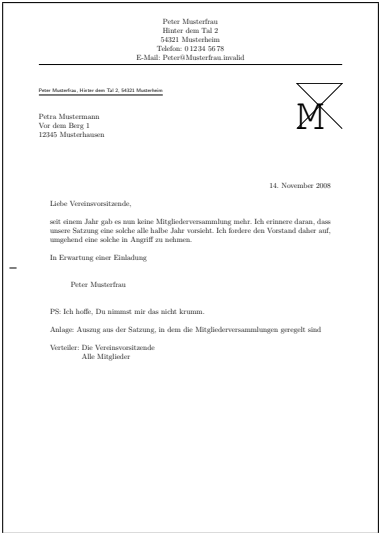 Peter Musterfrau
Hinter dem Tal 2
54321 Musterheim
Telefon: 0 12 34 56 78
E-Mail: Peter@Musterfrau.invalid
Peter Musterfrau, Hinter dem Tal 2, 54321 Musterheim
M
Petra Mustermann
Vor dem Berg 1
12345 Musterhausen
14. November 2008
Liebe Vereinsvorsitzende,
seit einem Jahr gab es nun keine Mitgliederversammlung mehr. Ich erinnere daran, dass
unsere Satzung eine solche alle halbe Jahr vorsieht. Ich fordere den Vorstand daher auf,
umgehend eine solche in Angriff zu nehmen.
In Erwartung einer Einladung
Peter Musterfrau
PS: Ich hoffe, Du nimmst mir das nicht krumm.
Anlage: Auszug aus der Satzung, in dem die Mitgliederversammlungen geregelt sind
Verteiler: Die Vereinsvorsitzende
Alle Mitglieder